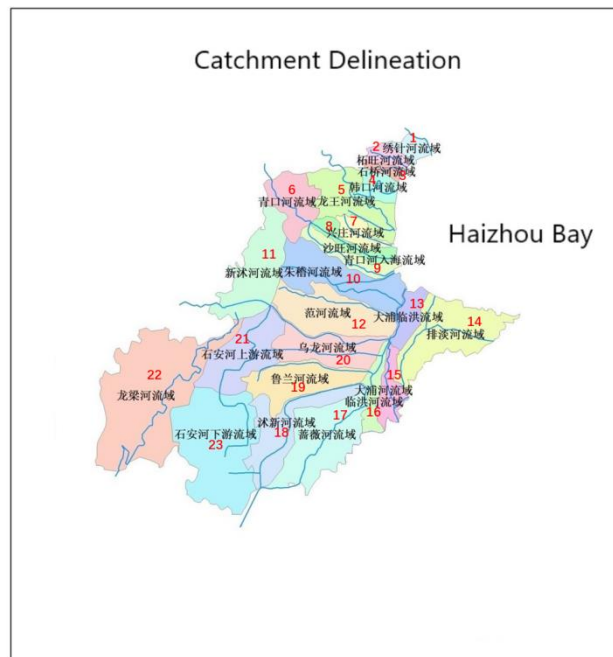 Catchment Delineation
1
绣针河流域
2
柘旺河流域
石桥河流域
3
4
韩口河流域
5
龙王河流域
6
青口河流域
7
兴庄河流域
8
沙旺河流域
Haizhou Bay
青口河入海流域
9
10
朱稽河流域
11
新沭河流域
13
大浦临洪流域
范河流域
12
14
排淡河流域
21
石安河上游流域
乌龙河流域
20
22
龙梁河流域
鲁兰河流域
19
15
大浦河流域
临洪河流域
16
17
蔷薇河流域
沭新河流域
18
石安河下游流域
23